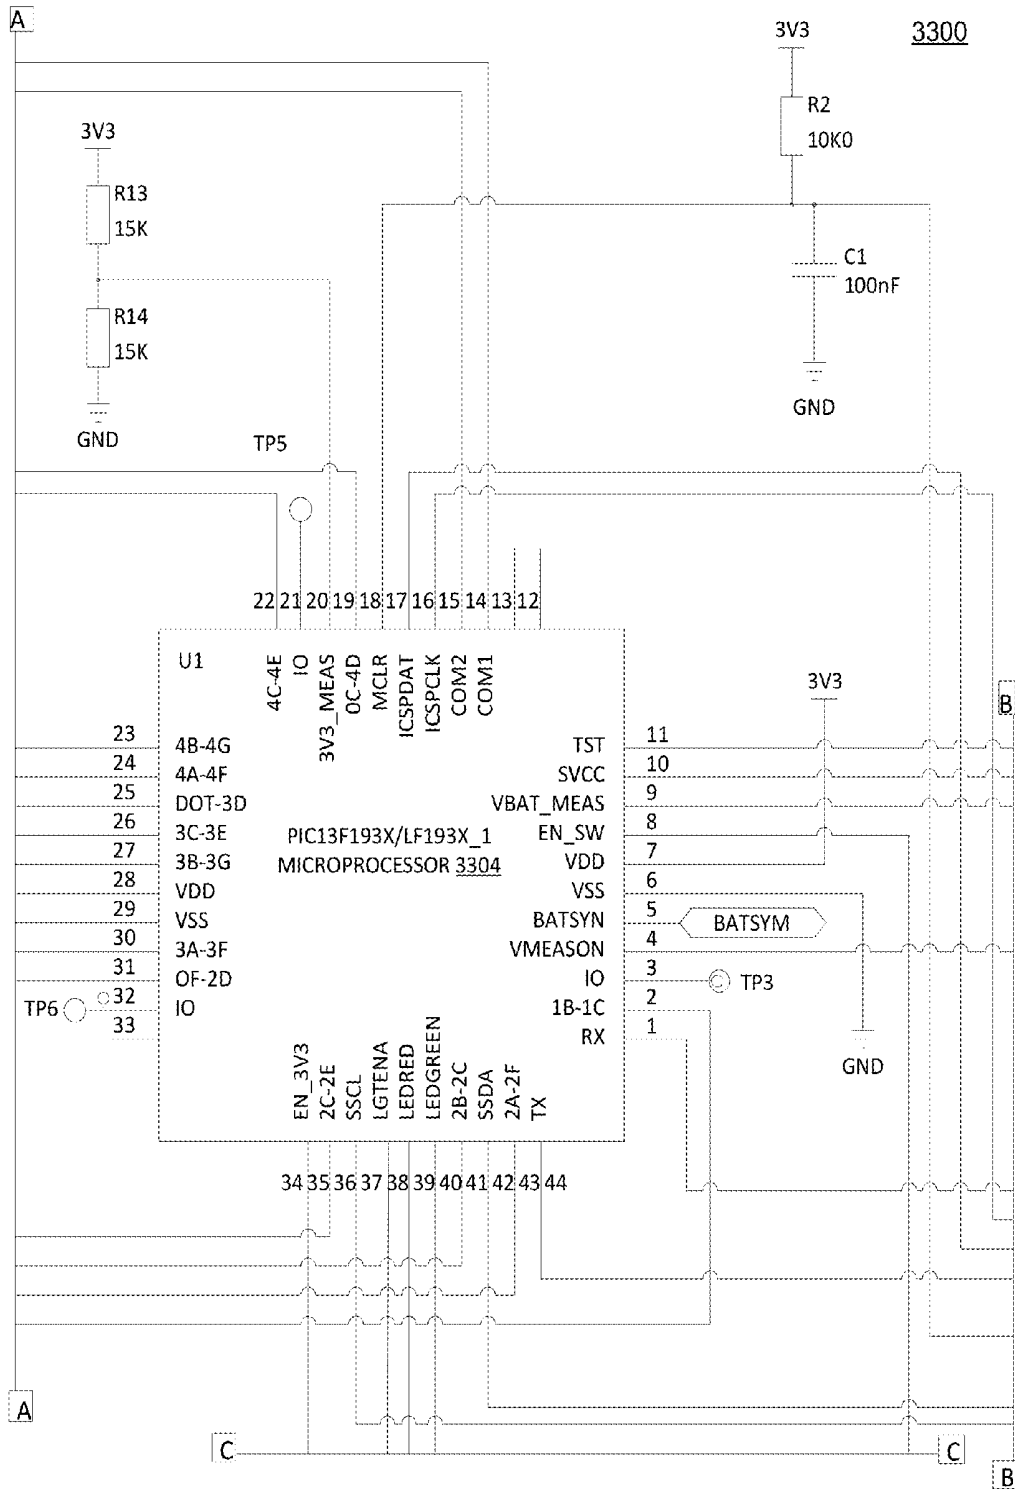 A
3V3
3300
R2
10K0
3V3
R13
15K
C1
100nF
R14
15K
GND
GND
TP5
22 21 20 19 18 17 16 15 14 13 12
U1
4C-4E
IO
3V3_MEAS
0C-4D
MCLR
ICSPDAT
ICSPCLK
COM2
COM1
3V3
B
23 4B-4G
24 4A-4F
25 DOT-3D
26 3C-3E
27 3B-3G
28 VDD
29 VSS
30 3A-3F
31 OF-2D
TP6 32 IO
33
PIC13F193X/LF193X_1
MICROPROCESSOR 3304
TST 11
SVCC 10
VBAT_MEAS 9
EN_SW 8
VDD 7
VSS 6
BATSYN 5 BATSYM
VMEASON 4
IO 3 TP3
1B-1C 2
RX 1
GND
EN_3V3
2C-2E
SSCL
LGTENA
LEDRED
LEDGREEN
2B-2C
SSDA
2A-2F
TX
34 35 36 37 38 39 40 41 42 43 44
A
C
C
B